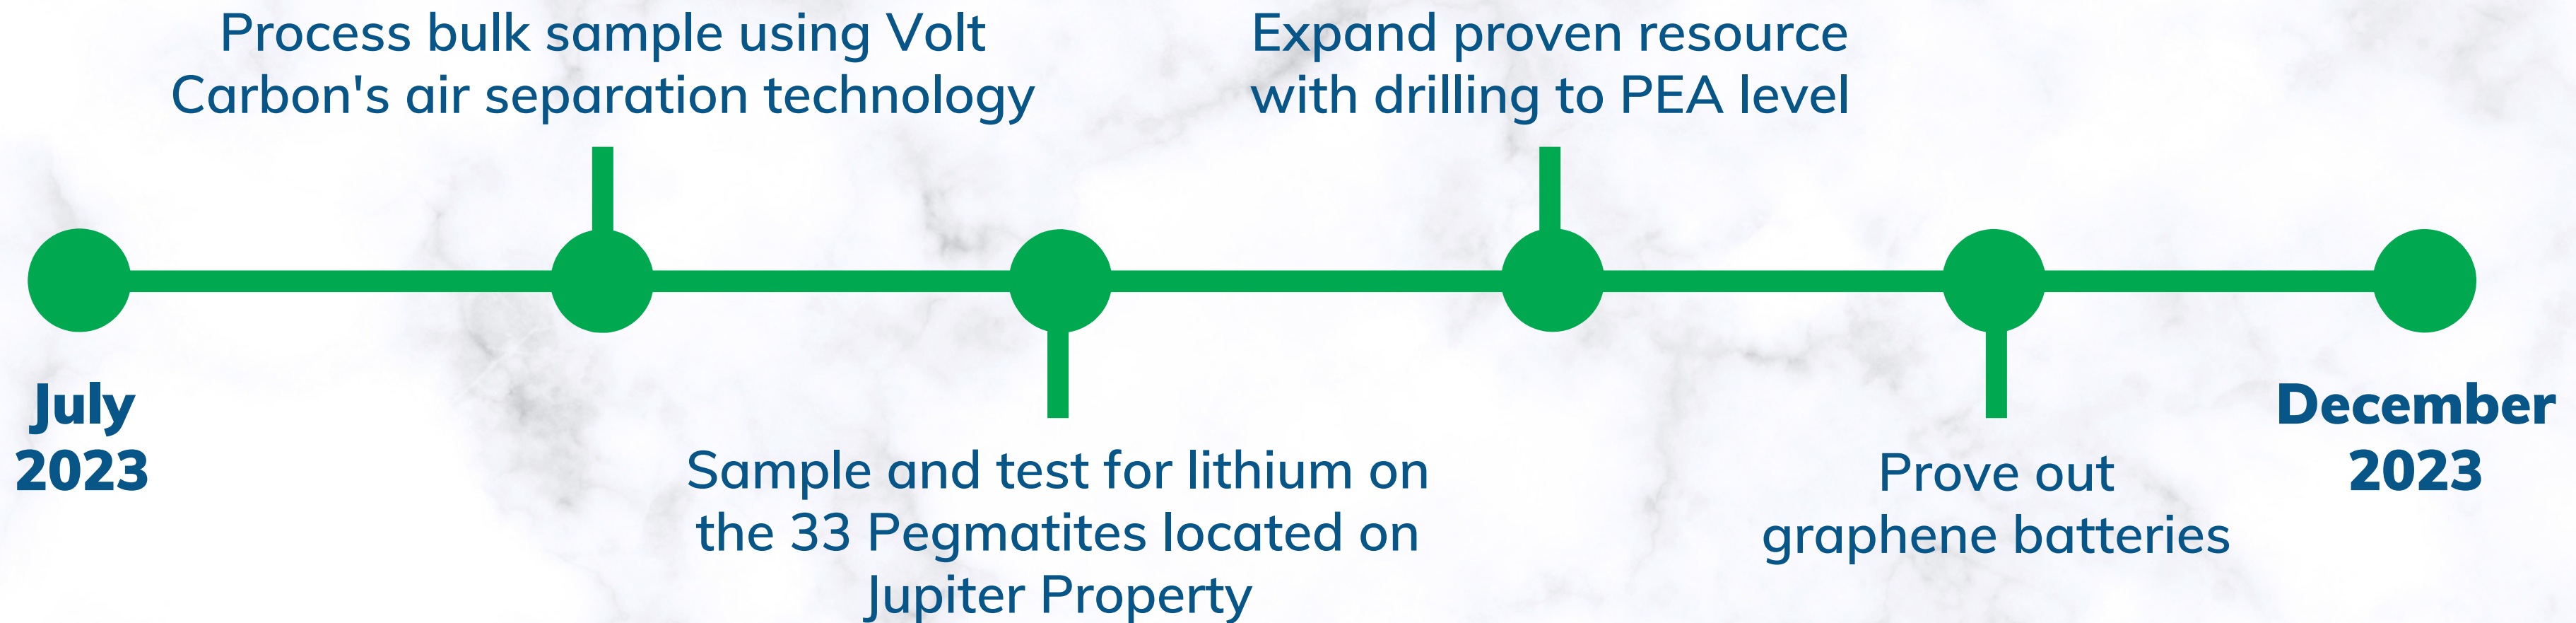 Process bulk sample using Volt
Carbon's air separation technology
Expand proven resource
with drilling to PEA level
July
2023
Sample and test for lithium on
the 33 Pegmatites located on
Jupiter Property
Prove out
graphene batteries
December
2023